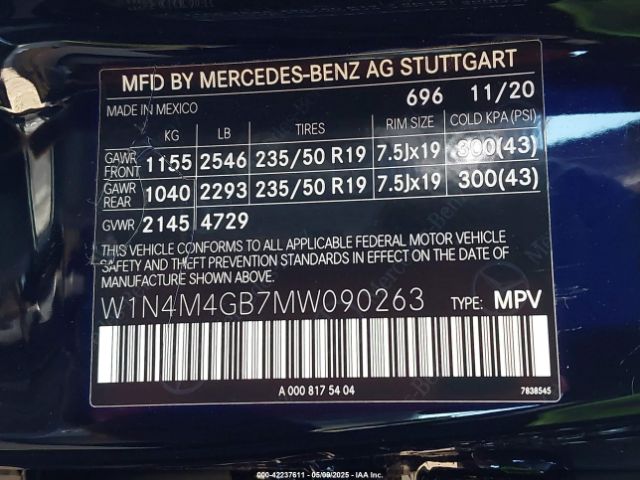 MFD BY MERCEDES-BENZ AG STUTTGART
MADE IN MEXICO 696 11/20
KG LB TIRES RIM SIZE COLD KPA (PSI)
GAWR FRONT 1155 2546 235/50 R19 7.5Jx19 300(43)
GAWR REAR 1040 2293 235/50 R19 7.5Jx19 300(43)
GVWR 2145 4729
THIS VEHICLE CONFORMS TO ALL APPLICABLE FEDERAL MOTOR VEHICLE
SAFETY AND THEFT PREVENTION STANDARDS IN EFFECT ON THE DATE
OF MANUFACTURE SHOWN ABOVE.
W1N4M4GB7MW090263 TYPE: MPV
A 000 817 54 04 7838545
000-42237611 - 05/09/2025 - IAA Inc.